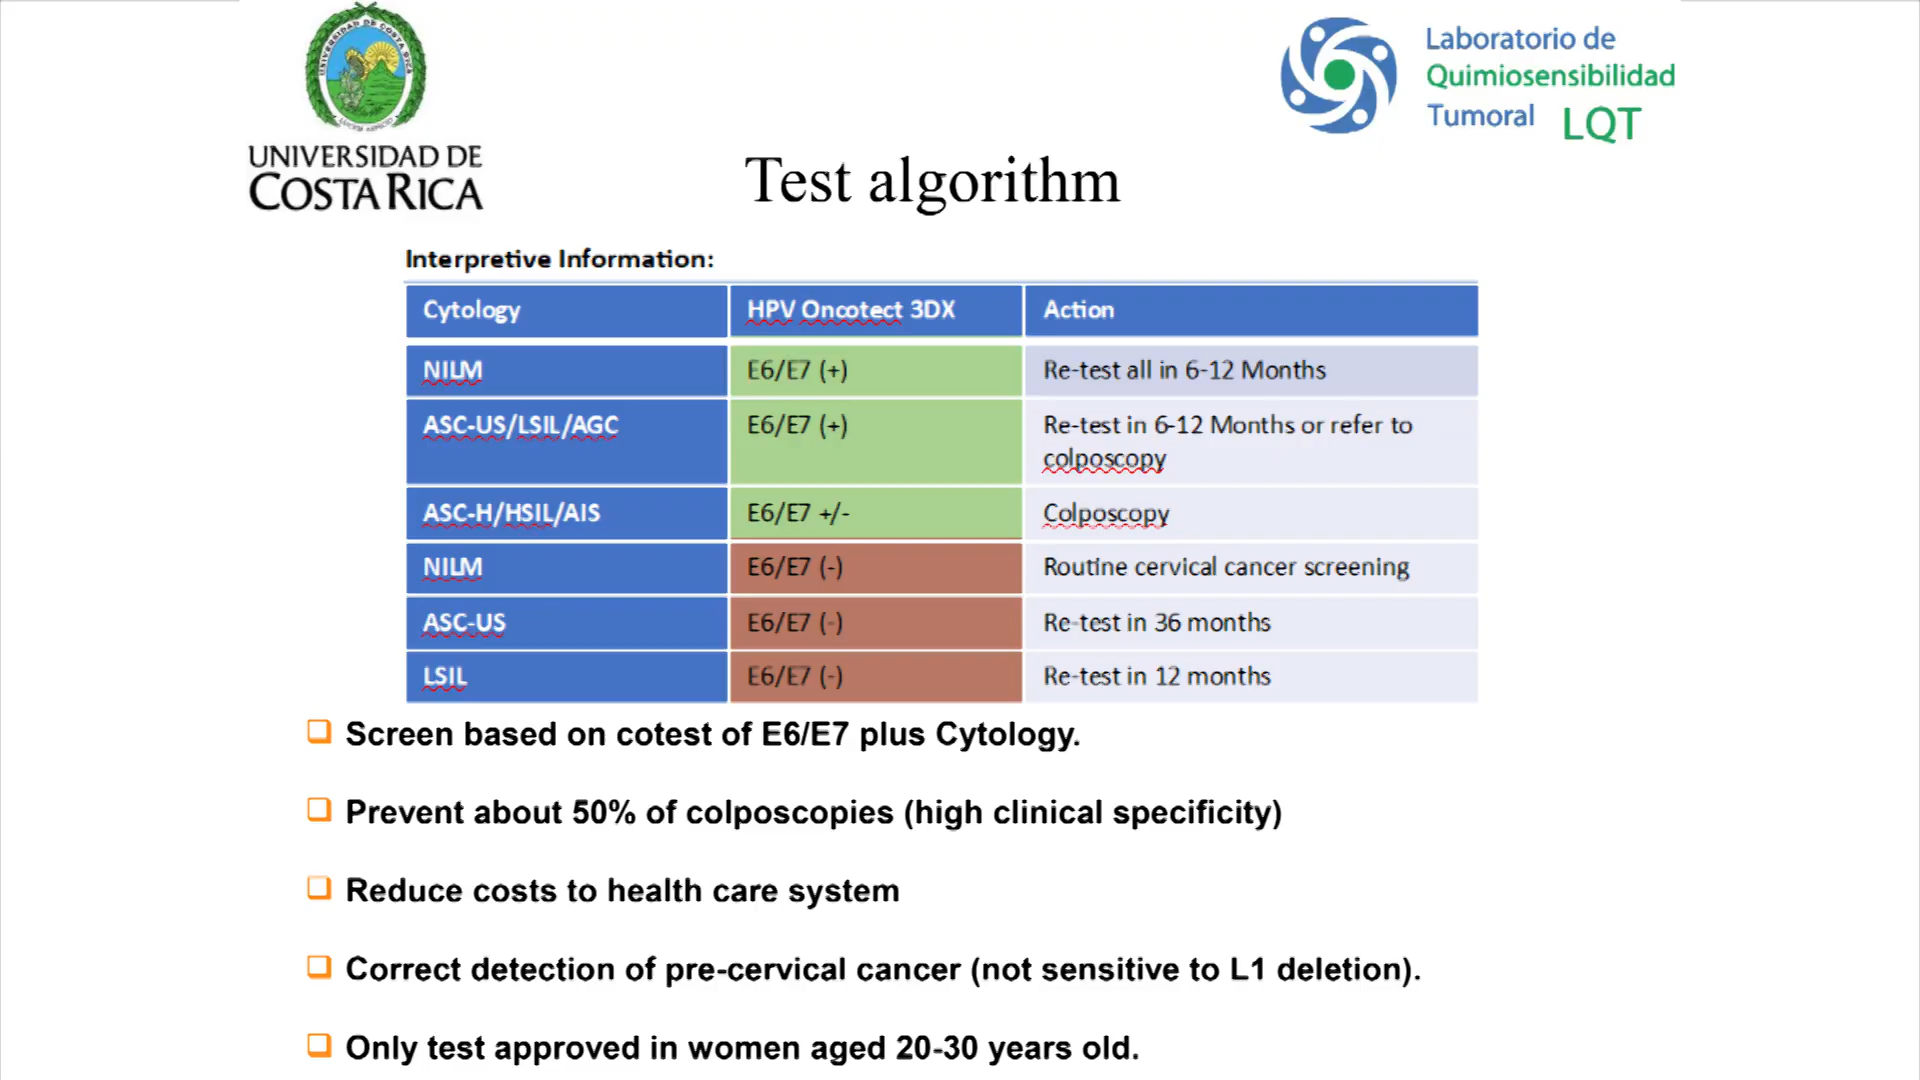 UNIVERSIDAD DE COSTA RICA
UNIVERSIDAD DE
COSTA RICA
Laboratorio de
Quimiosensibilidad
Tumoral LQT
Test algorithm
Interpretive Information:
Cytology HPV Oncotect 3DX Action
NILM E6/E7 (+) Re-test all in 6-12 Months
ASC-US/LSIL/AGC E6/E7 (+) Re-test in 6-12 Months or refer to
colposcopy
ASC-H/HSIL/AIS E6/E7 +/- Colposcopy
NILM E6/E7 (-) Routine cervical cancer screening
ASC-US E6/E7 (-) Re-test in 36 months
LSIL E6/E7 (-) Re-test in 12 months
Screen based on cotest of E6/E7 plus Cytology.
Prevent about 50% of colposcopies (high clinical specificity)
Reduce costs to health care system
Correct detection of pre-cervical cancer (not sensitive to L1 deletion).
Only test approved in women aged 20-30 years old.